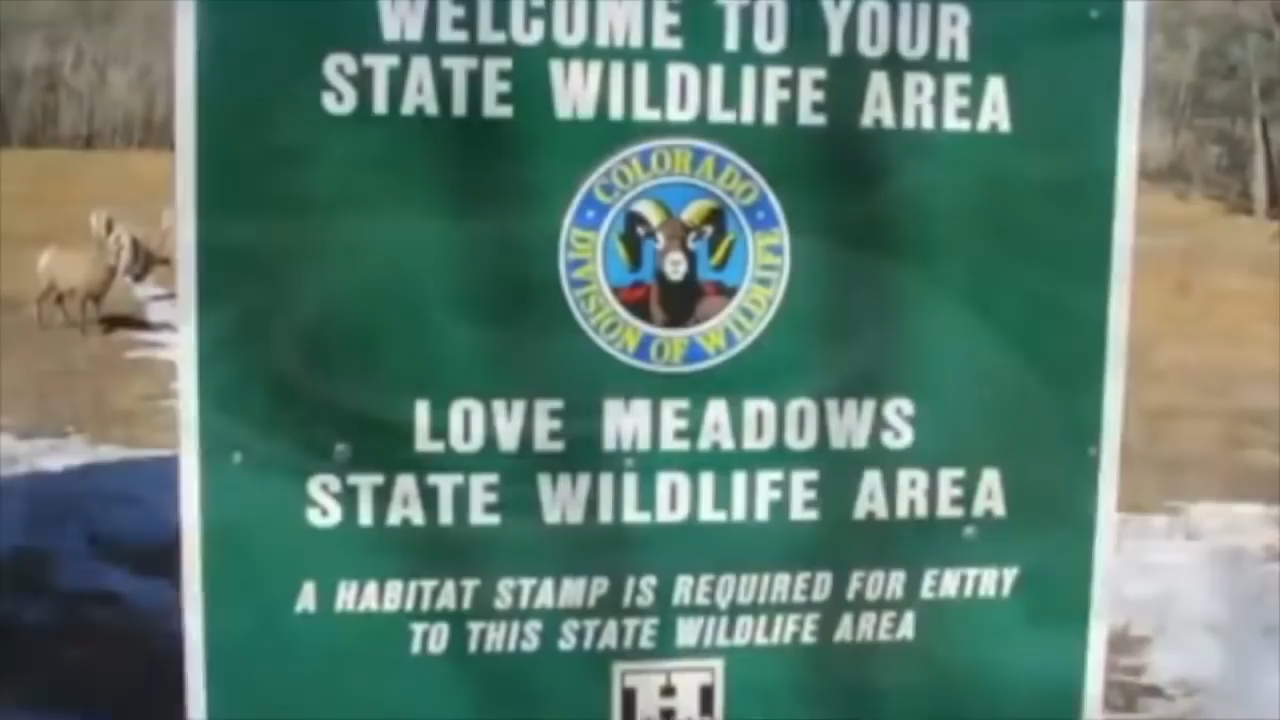 WELCOME TO YOUR
STATE WILDLIFE AREA
COLORADO
DIVISION OF WILDLIFE
LOVE MEADOWS
STATE WILDLIFE AREA
A HABITAT STAMP IS REQUIRED FOR ENTRY
TO THIS STATE WILDLIFE AREA
H